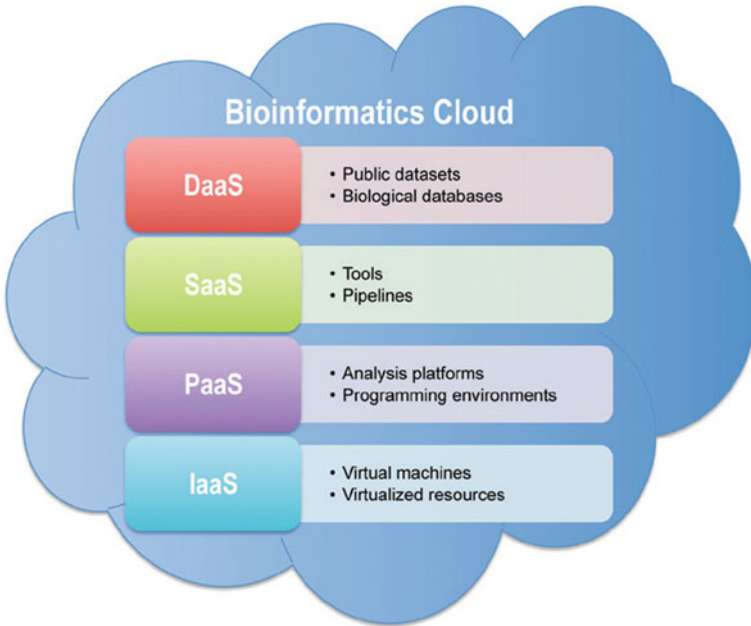 Bioinformatics Cloud
DaaS
• Public datasets
• Biological databases
SaaS
• Tools
• Pipelines
PaaS
• Analysis platforms
• Programming environments
IaaS
• Virtual machines
• Virtualized resources